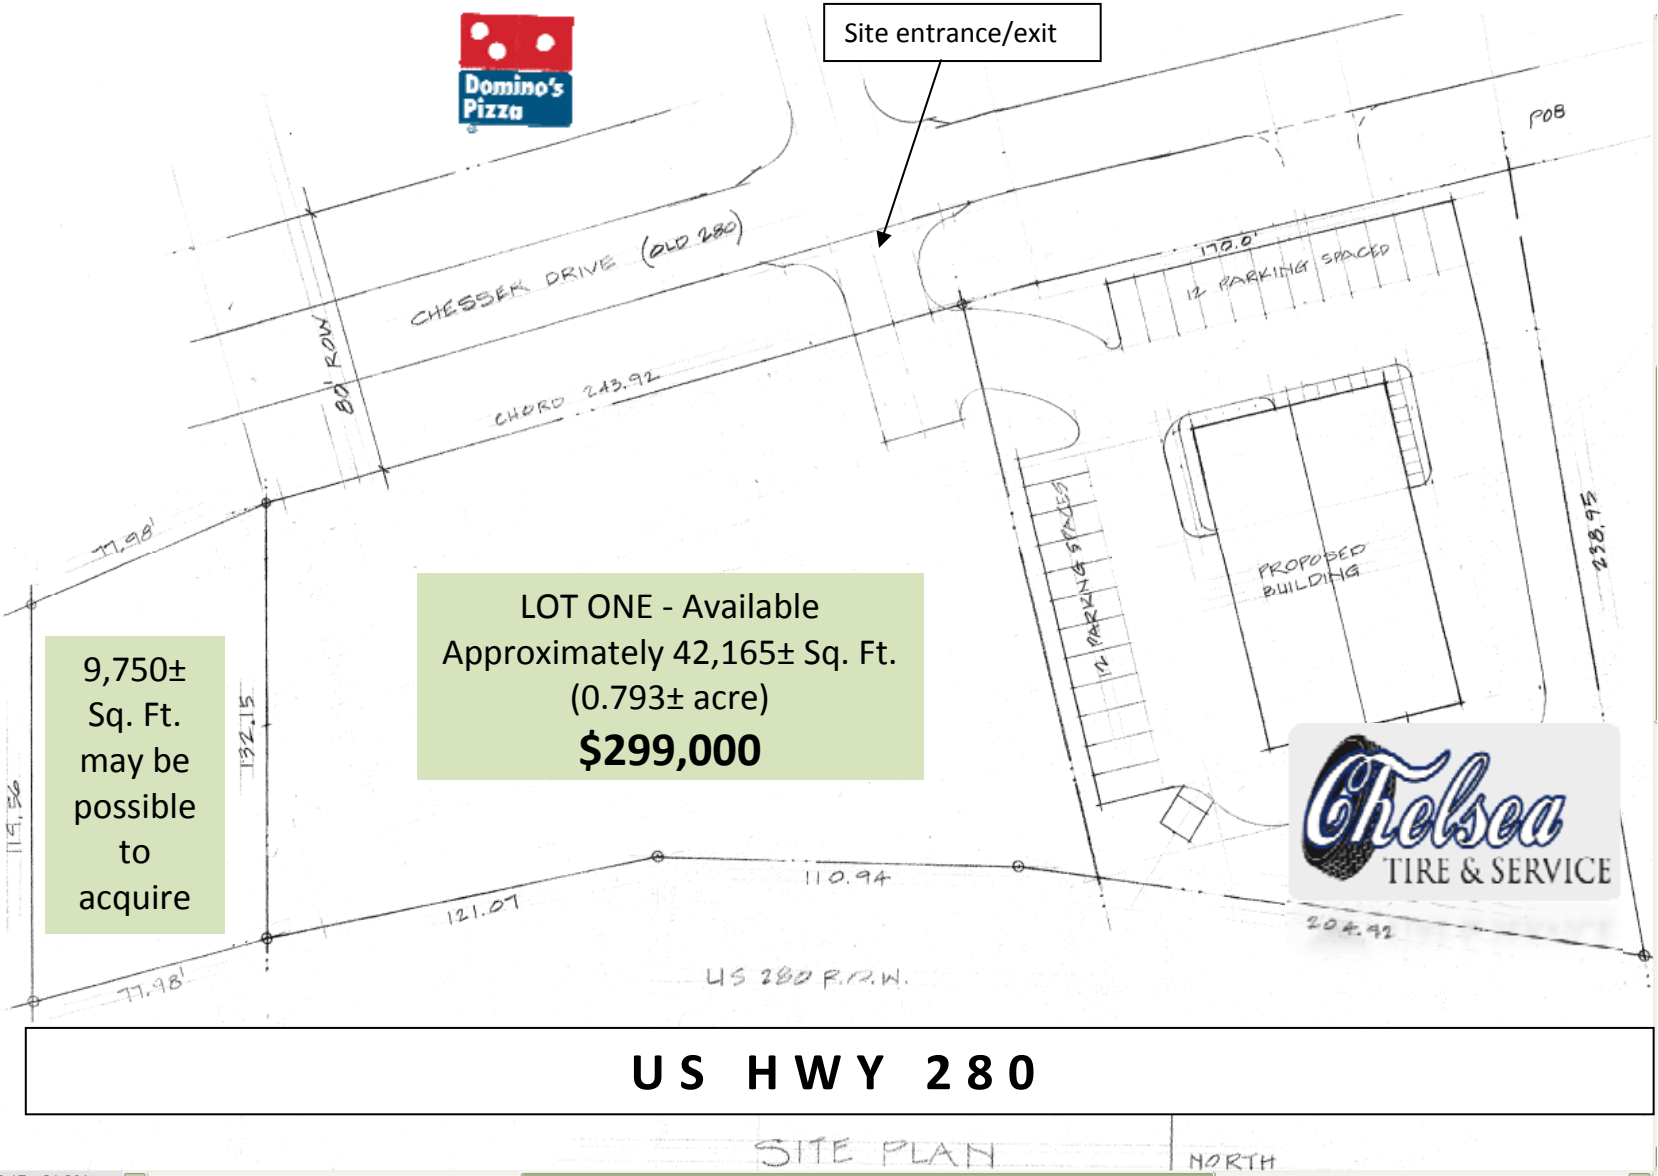 Site entrance/exit
Domino's
Pizza
POB
CHESSER DRIVE (OLD 280)
170.0'
12 PARKING SPACED
80' ROW
CHORD 243.92
77.98'
12 PARKING SPACES
PROPOSED
BUILDING
238.95
LOT ONE - Available
Approximately 42,165± Sq. Ft.
(0.793± acre)
$299,000
9,750±
Sq. Ft.
may be
possible
to
acquire
132.15
Chelsea
TIRE & SERVICE
121.07
110.94
204.92
77.98'
US 280 R.O.W.
US HWY 280
SITE PLAN
NORTH